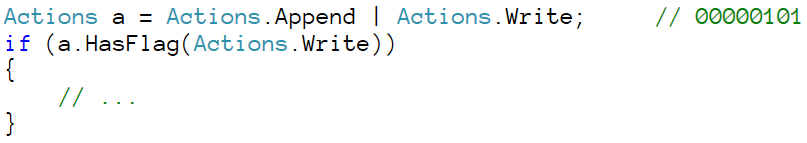 Actions a = Actions.Append | Actions.Write;     // 00000101
if (a.HasFlag(Actions.Write))
{
    // ...
}